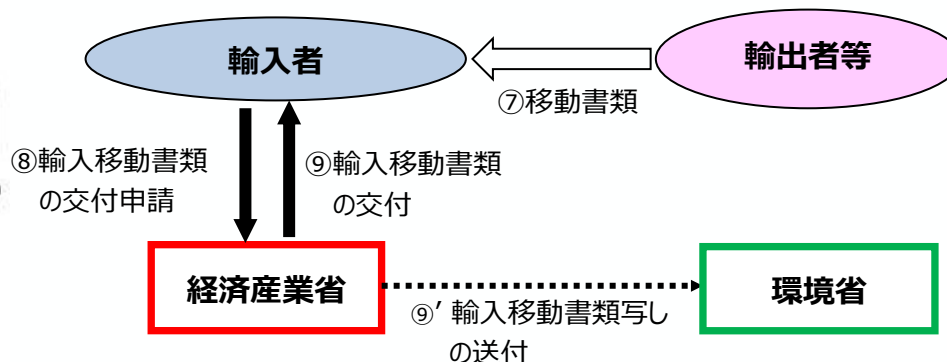 輸入者
輸出者等
⑦移動書類
⑧輸入移動書類
の交付申請
⑨輸入移動書類
の交付
経済産業省
環境省
⑨’ 輸入移動書類写し
の送付